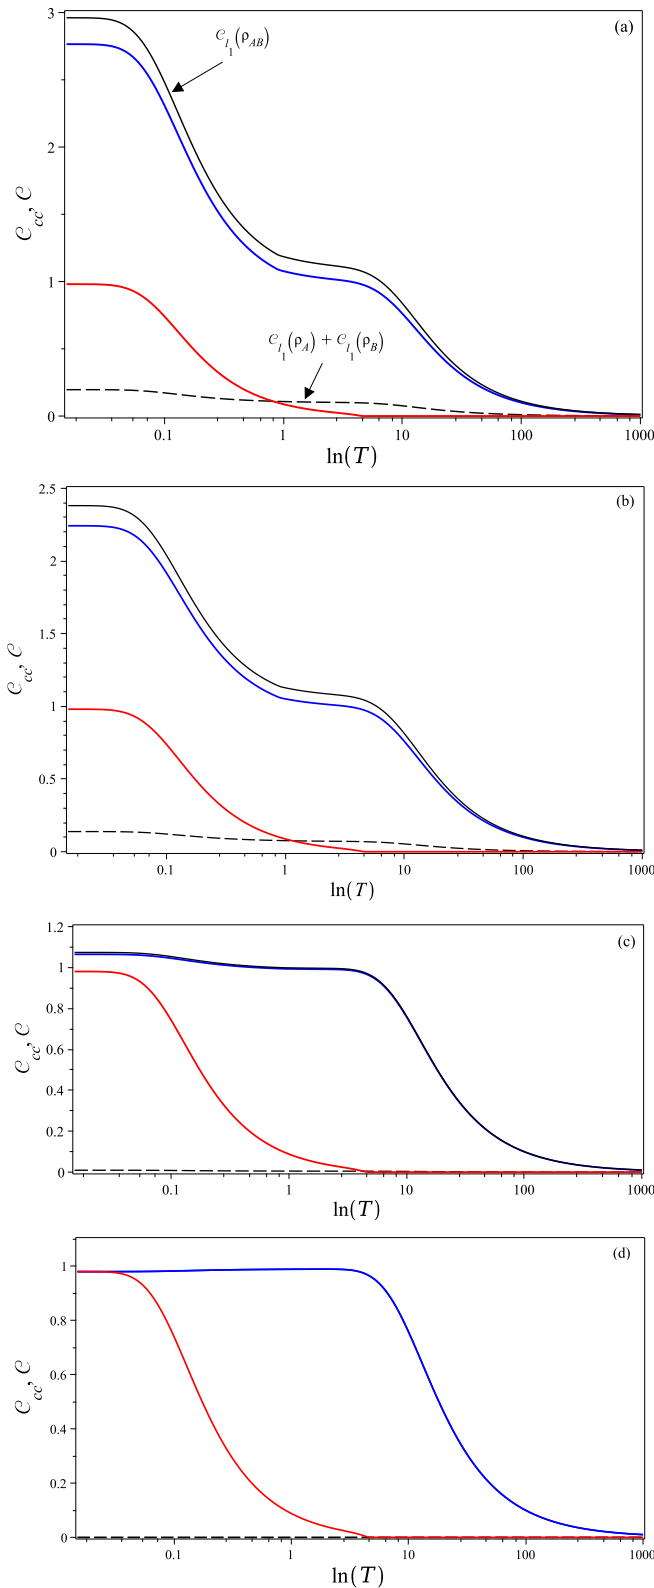 (a)
𝒞l1(ρAB)
3
2
1
0
𝒞cc, 𝒞
𝒞l1(ρA) + 𝒞l1(ρB)
0.1 1 10 100 1000
ln(T)
(b)
2.5
2
1.5
1
0.5
0
𝒞cc, 𝒞
0.1 1 10 100 1000
ln(T)
(c)
1.2
1
0.8
0.6
0.4
0.2
0
𝒞cc, 𝒞
0.1 1 10 100 1000
ln(T)
(d)
1
0.8
0.6
0.4
0.2
0
𝒞cc, 𝒞
0.1 1 10 100 1000
ln(T)